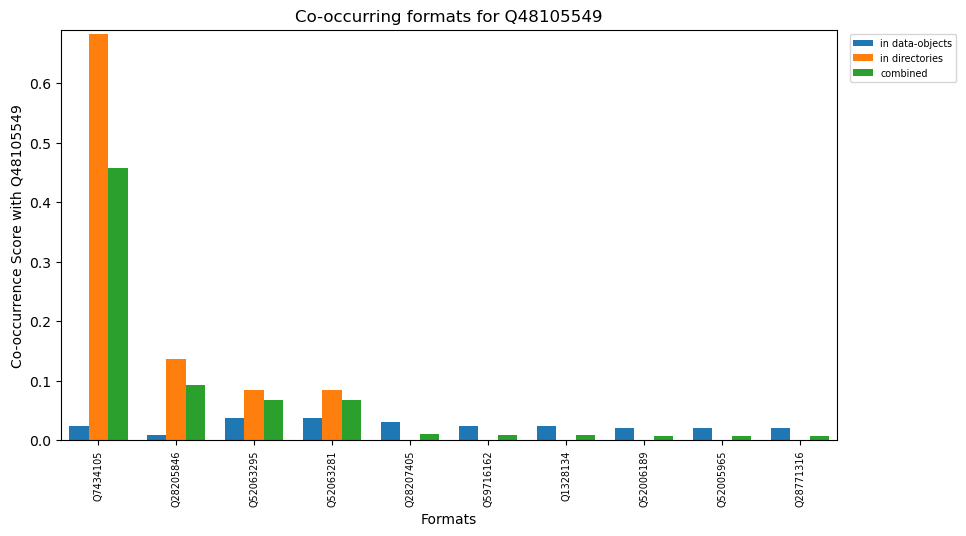 Co-occurring formats for Q48105549
in data-objects
in directories
combined
Co-occurrence Score with Q48105549
0.6
0.5
0.4
0.3
0.2
0.1
0.0
Q7434105
Q28205846
Q52063295
Q52063281
Q28207405
Q59716162
Q1328134
Q52006189
Q52005965
Q28771316
Formats